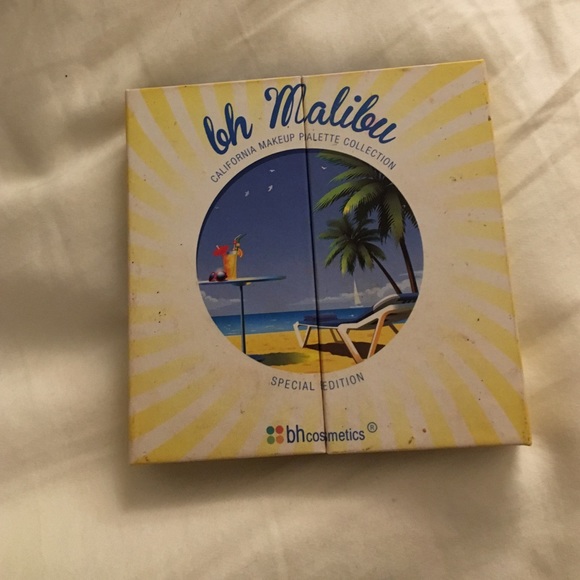 bh Malibu
CALIFORNIA MAKEUP PALETTE COLLECTION
SPECIAL EDITION
bhcosmetics®